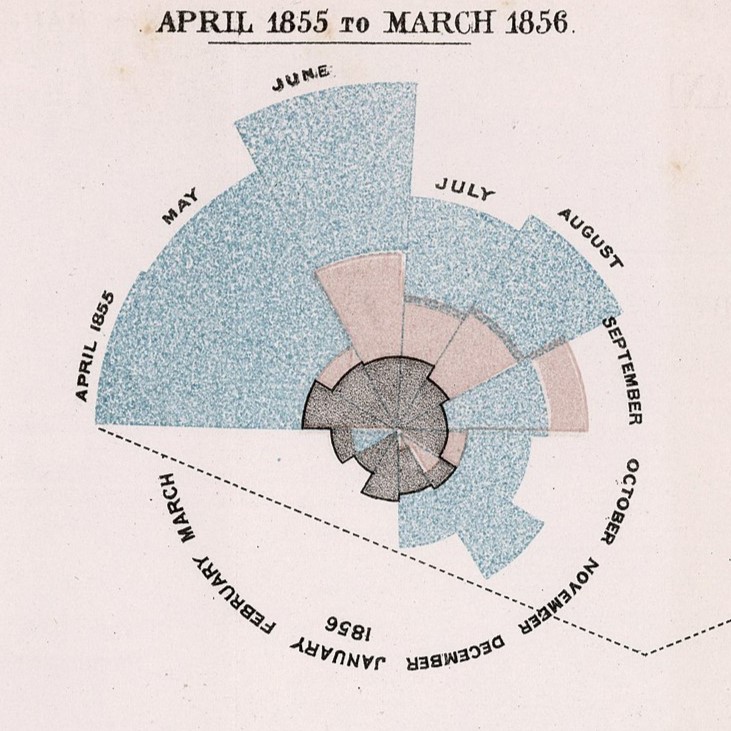 APRIL 1855 TO MARCH 1856.
APRIL 1855
MAY
JUNE
JULY
AUGUST
SEPTEMBER
OCTOBER
NOVEMBER
DECEMBER
JANUARY
1856
FEBRUARY
MARCH